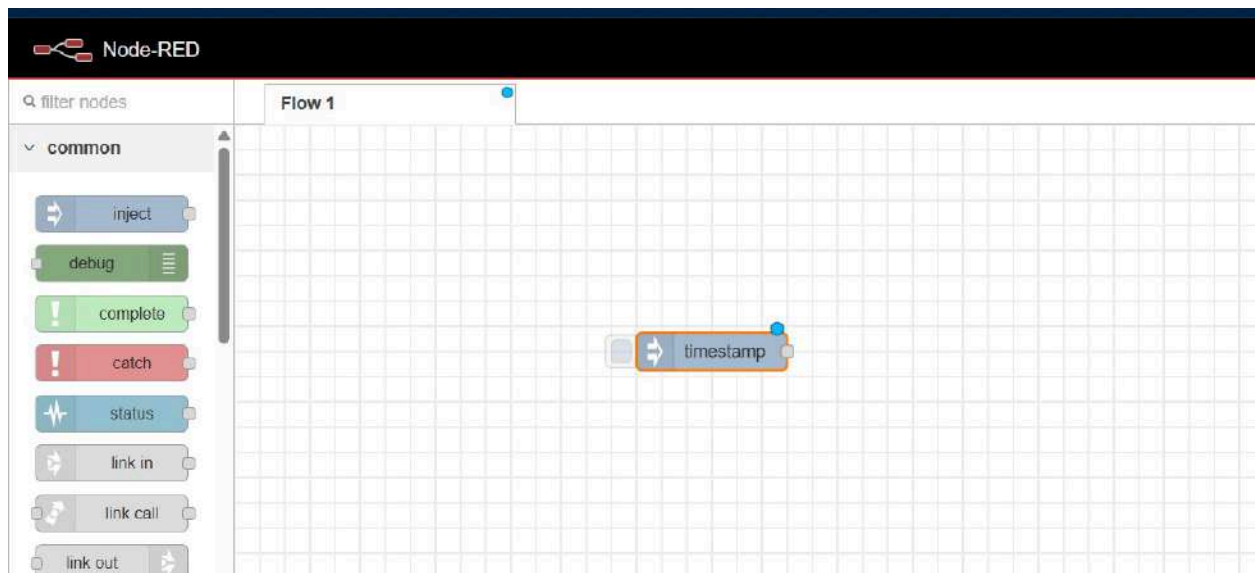 Node-RED
filter nodes
Flow 1
common
inject
debug
complete
catch
status
link in
link call
link out
timestamp